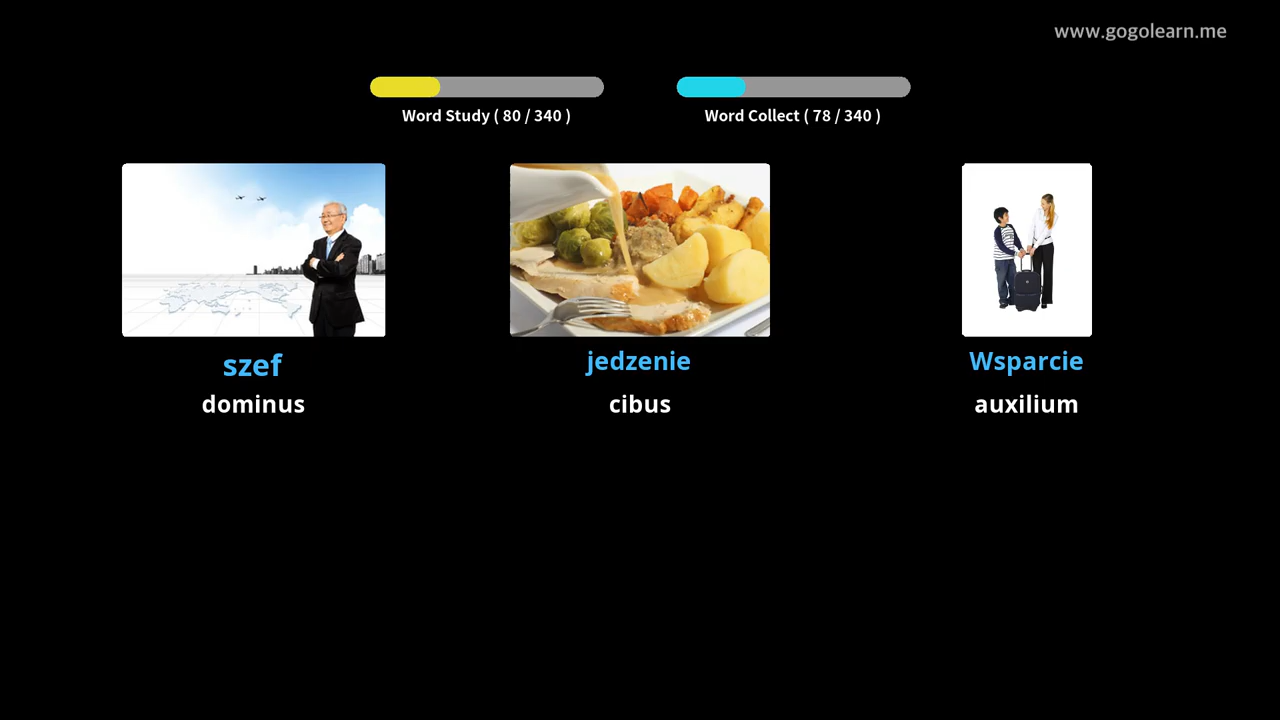 www.gogolearn.me
Word Study ( 80 / 340 )
Word Collect ( 78 / 340 )
szef
jedzenie
Wsparcie
dominus
cibus
auxilium